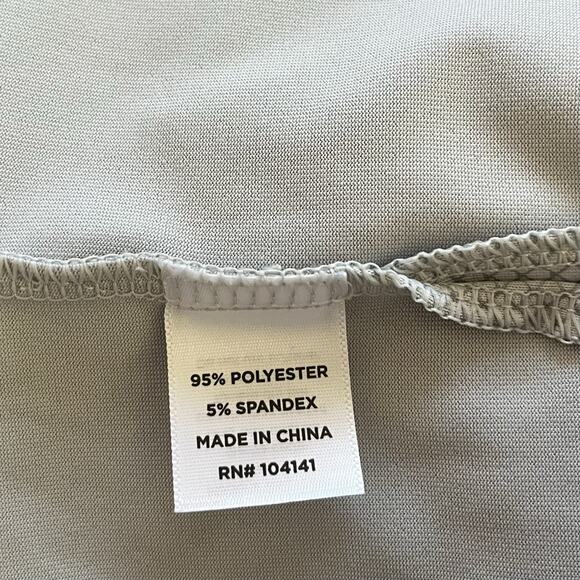 95% POLYESTER
5% SPANDEX
MADE IN CHINA
RN# 104141